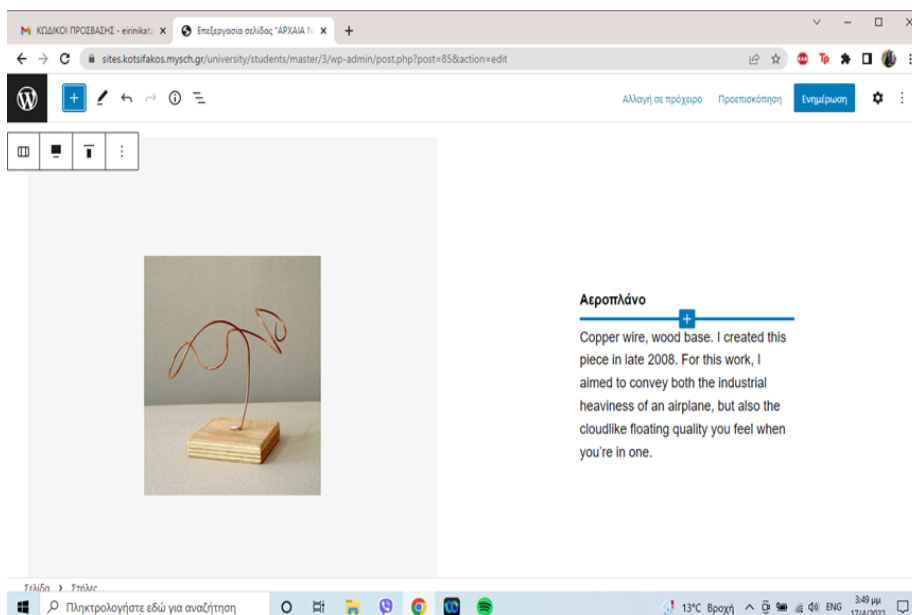 ΚΩΔΙΚΟΙ ΠΡΟΣΒΑΣΗΣ - eirinikat
Επεξεργασία σελίδας "ΑΡΧΑΙΑ Ν
sites.kotsifakos.mysch.gr/university/students/master/3/wp-admin/post.php?post=85&action=edit
Αλλαγή σε πρόχειρο Προεπισκόπηση Ενημέρωση
Αεροπλάνο
Copper wire, wood base. I created this
piece in late 2008. For this work, I
aimed to convey both the industrial
heaviness of an airplane, but also the
cloudlike floating quality you feel when
you're in one.
Σελίδα > Στήλες
Πληκτρολογήστε εδώ για αναζήτηση
13°C Βροχή ENG 3:49 μμ
17/4/2022